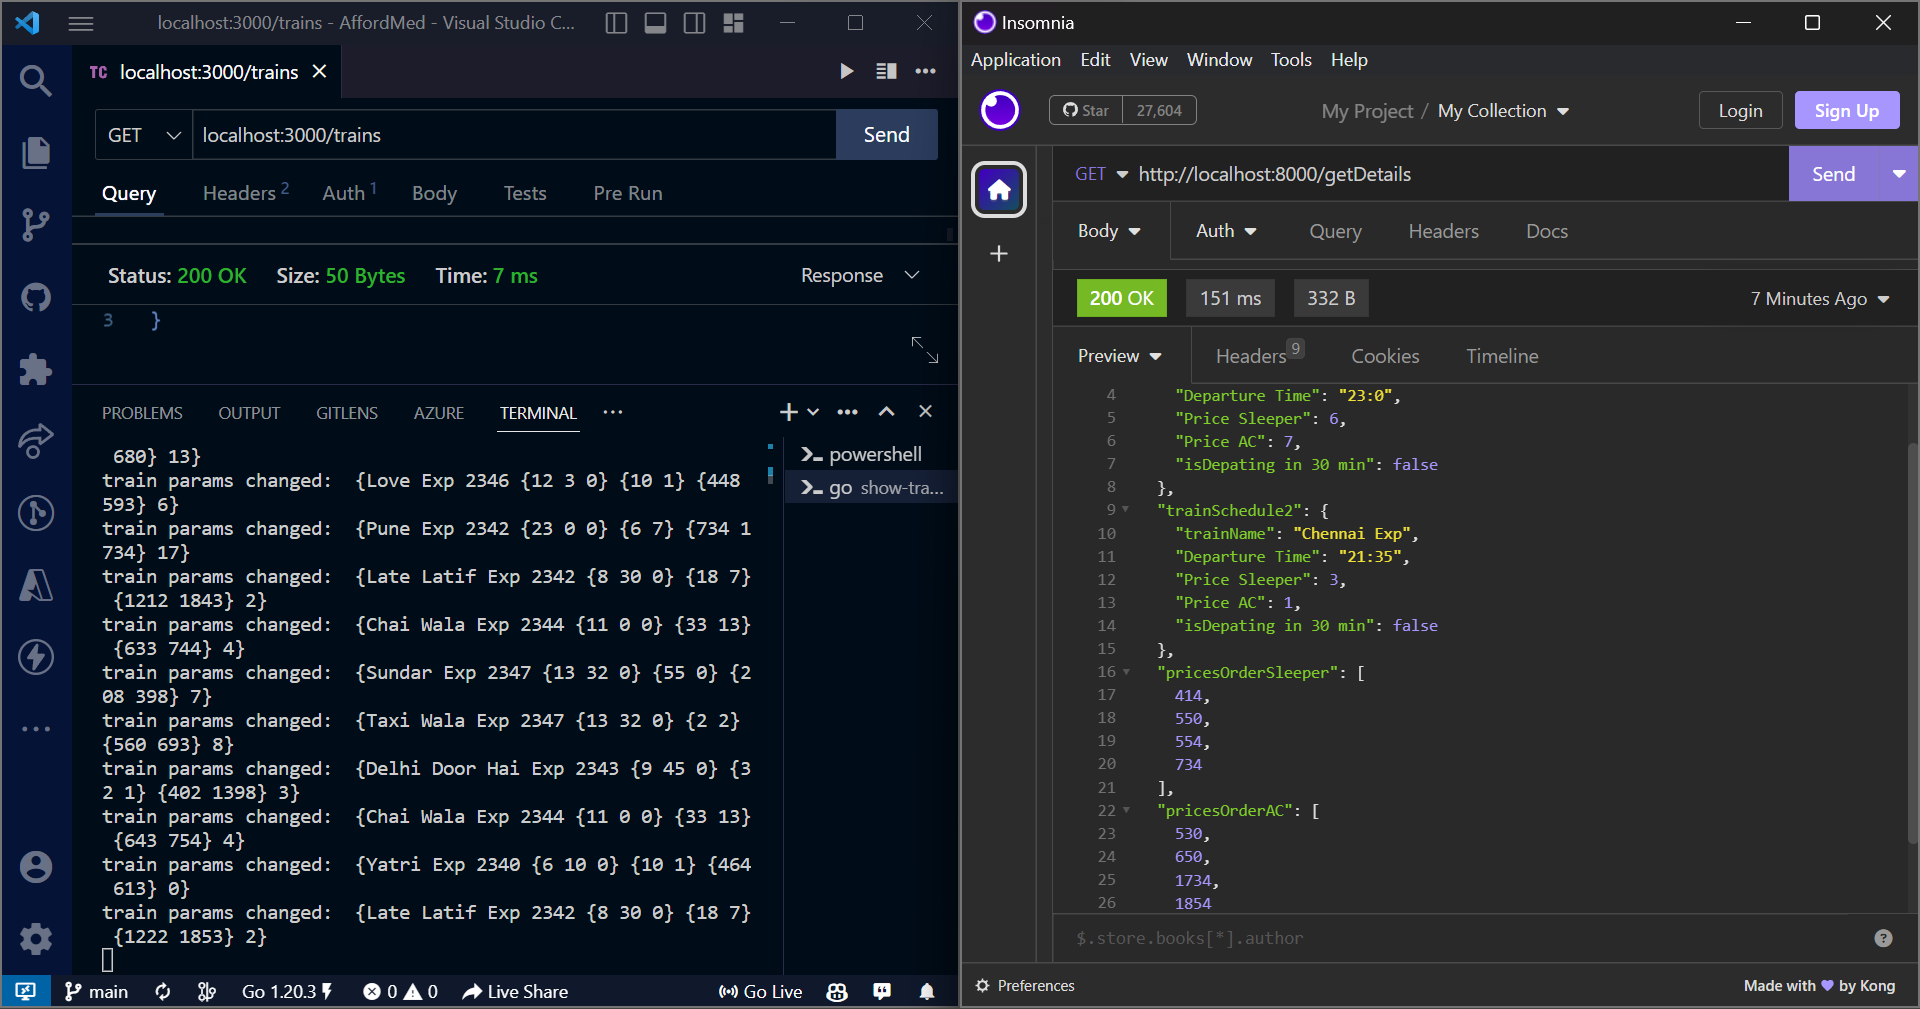 localhost:3000/trains - AffordMed - Visual Studio C...
TC localhost:3000/trains
GET localhost:3000/trains Send
Query Headers 2 Auth 1 Body Tests Pre Run
Status: 200 OK Size: 50 Bytes Time: 7 ms Response
3 }
PROBLEMS OUTPUT GITLENS AZURE TERMINAL
680} 13}
train params changed:  {Love Exp 2346 {12 3 0} {10 1} {448
593} 6}
train params changed:  {Pune Exp 2342 {23 0 0} {6 7} {734 1
734} 17}
train params changed:  {Late Latif Exp 2342 {8 30 0} {18 7}
{1212 1843} 2}
train params changed:  {Chai Wala Exp 2344 {11 0 0} {33 13}
{633 744} 4}
train params changed:  {Sundar Exp 2347 {13 32 0} {55 0} {2
08 398} 7}
train params changed:  {Taxi Wala Exp 2347 {13 32 0} {2 2}
{560 693} 8}
train params changed:  {Delhi Door Hai Exp 2343 {9 45 0} {3
2 1} {402 1398} 3}
train params changed:  {Chai Wala Exp 2344 {11 0 0} {33 13}
{643 754} 4}
train params changed:  {Yatri Exp 2340 {6 10 0} {10 1} {464
613} 0}
train params changed:  {Late Latif Exp 2342 {8 30 0} {18 7}
{1222 1853} 2}
powershell
go show-tra...
main Go 1.20.3 0 0 Live Share Go Live
Insomnia
Application Edit View Window Tools Help
Star 27,604 My Project / My Collection Login Sign Up
GET http://localhost:8000/getDetails Send
Body Auth Query Headers Docs
200 OK 151 ms 332 B 7 Minutes Ago
Preview Headers 9 Cookies Timeline
4 "Departure Time": "23:0",
5 "Price Sleeper": 6,
6 "Price AC": 7,
7 "isDepating in 30 min": false
8 },
9 "trainSchedule2": {
10 "trainName": "Chennai Exp",
11 "Departure Time": "21:35",
12 "Price Sleeper": 3,
13 "Price AC": 1,
14 "isDepating in 30 min": false
15 },
16 "pricesOrderSleeper": [
17 414,
18 550,
19 554,
20 734
21 ],
22 "pricesOrderAC": [
23 530,
24 650,
25 1734,
26 1854
$.store.books[*].author
Preferences Made with by Kong